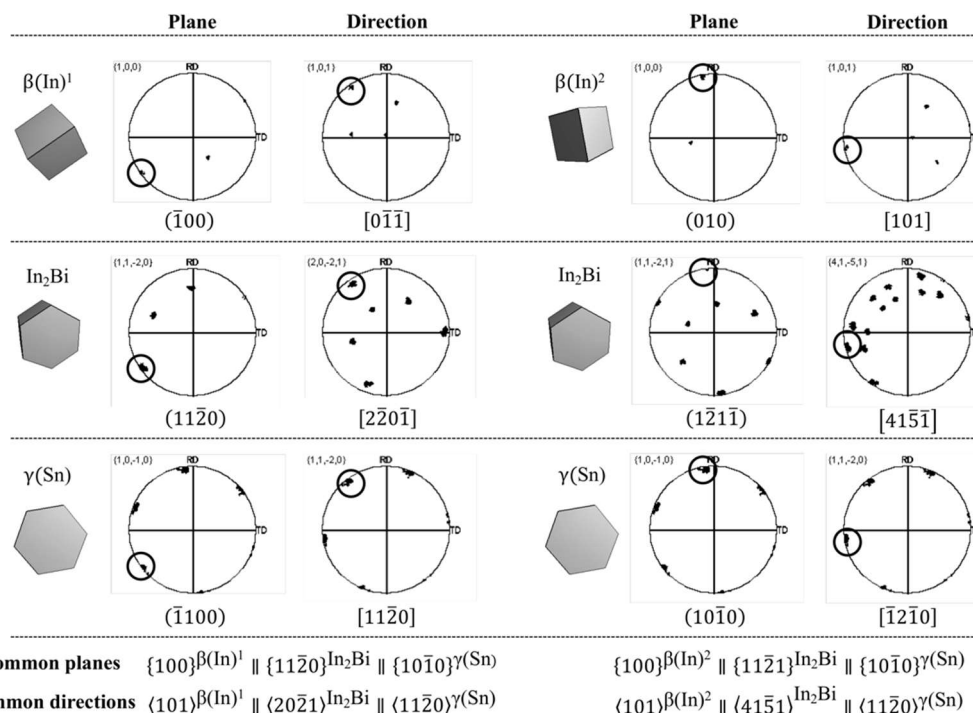 Plane Direction Plane Direction
β(In)¹ {1,0,0} RD TD {1,0,1} β(In)² {1,0,0} RD TD {1,0,1} TD
(1̅00) [01̅1̅] (010) [101]
In₂Bi {1,1,-2,0} RD TD {2,0,-2,1} TD In₂Bi {1,1,-2,1} RD TD {4,1,-5,1}
(112̅0) [22̅01̅] (12̅11̅) [415̅1̅]
γ(Sn) {1,0,-1,0} RD TD {1,1,-2,0} TD γ(Sn) {1,0,-1,0} RD TD {1,1,-2,0}
(1̅100) [112̅0] (101̅0) [1̅21̅0]
ommon planes {100}β(In)¹ ∥ {112̅0}In₂Bi ∥ {101̅0}γ(Sn) {100}β(In)² ∥ {112̅1}In₂Bi ∥ {101̅0}γ(Sn)
ommon directions ⟨101⟩β(In)¹ ∥ ⟨202̅1⟩In₂Bi ∥ ⟨112̅0⟩γ(Sn) ⟨101⟩β(In)² ∥ ⟨415̅1⟩In₂Bi ∥ ⟨112̅0⟩γ(Sn)